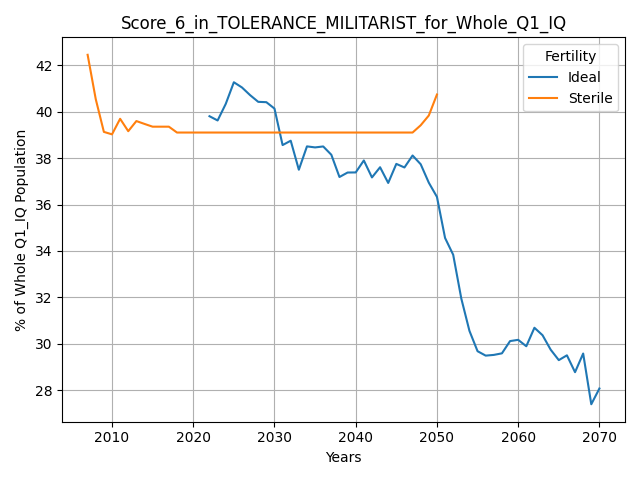 Score_6_in_TOLERANCE_MILITARIST_for_Whole_Q1_IQ
Fertility
Ideal
Sterile
% of Whole Q1_IQ Population
42
40
38
36
34
32
30
28
2010
2020
2030
2040
2050
2060
2070
Years